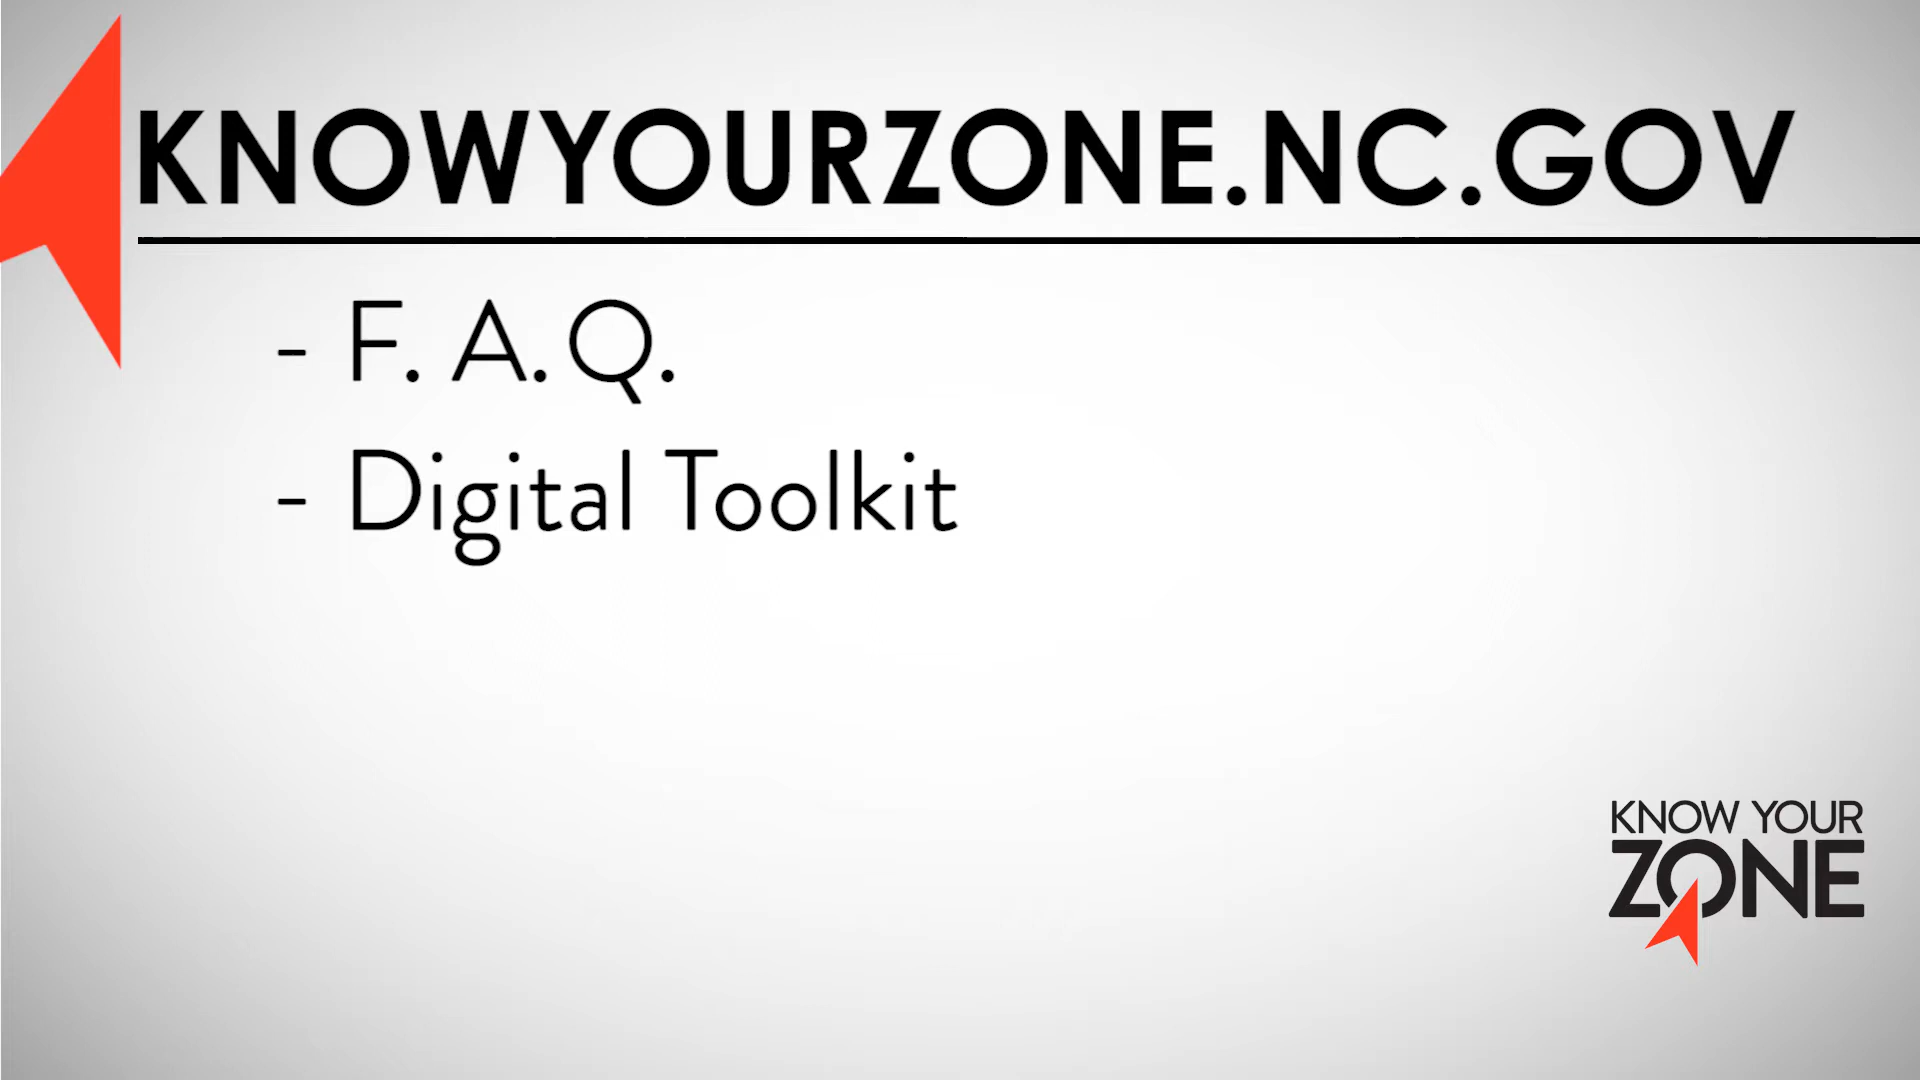 KNOWYOURZONE.NC.GOV
- F. A. Q.
- Digital Toolkit
KNOW YOUR
ZONE